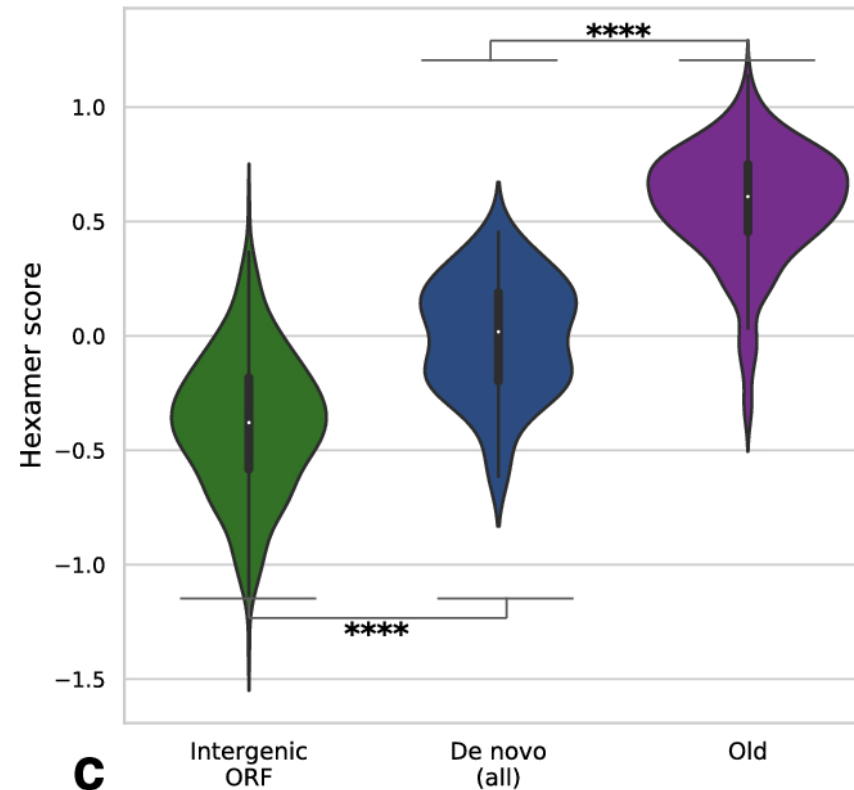 ****
1.0
0.5
0.0
−0.5
−1.0
−1.5
Hexamer score
****
Intergenic
ORF
De novo
(all)
Old
c